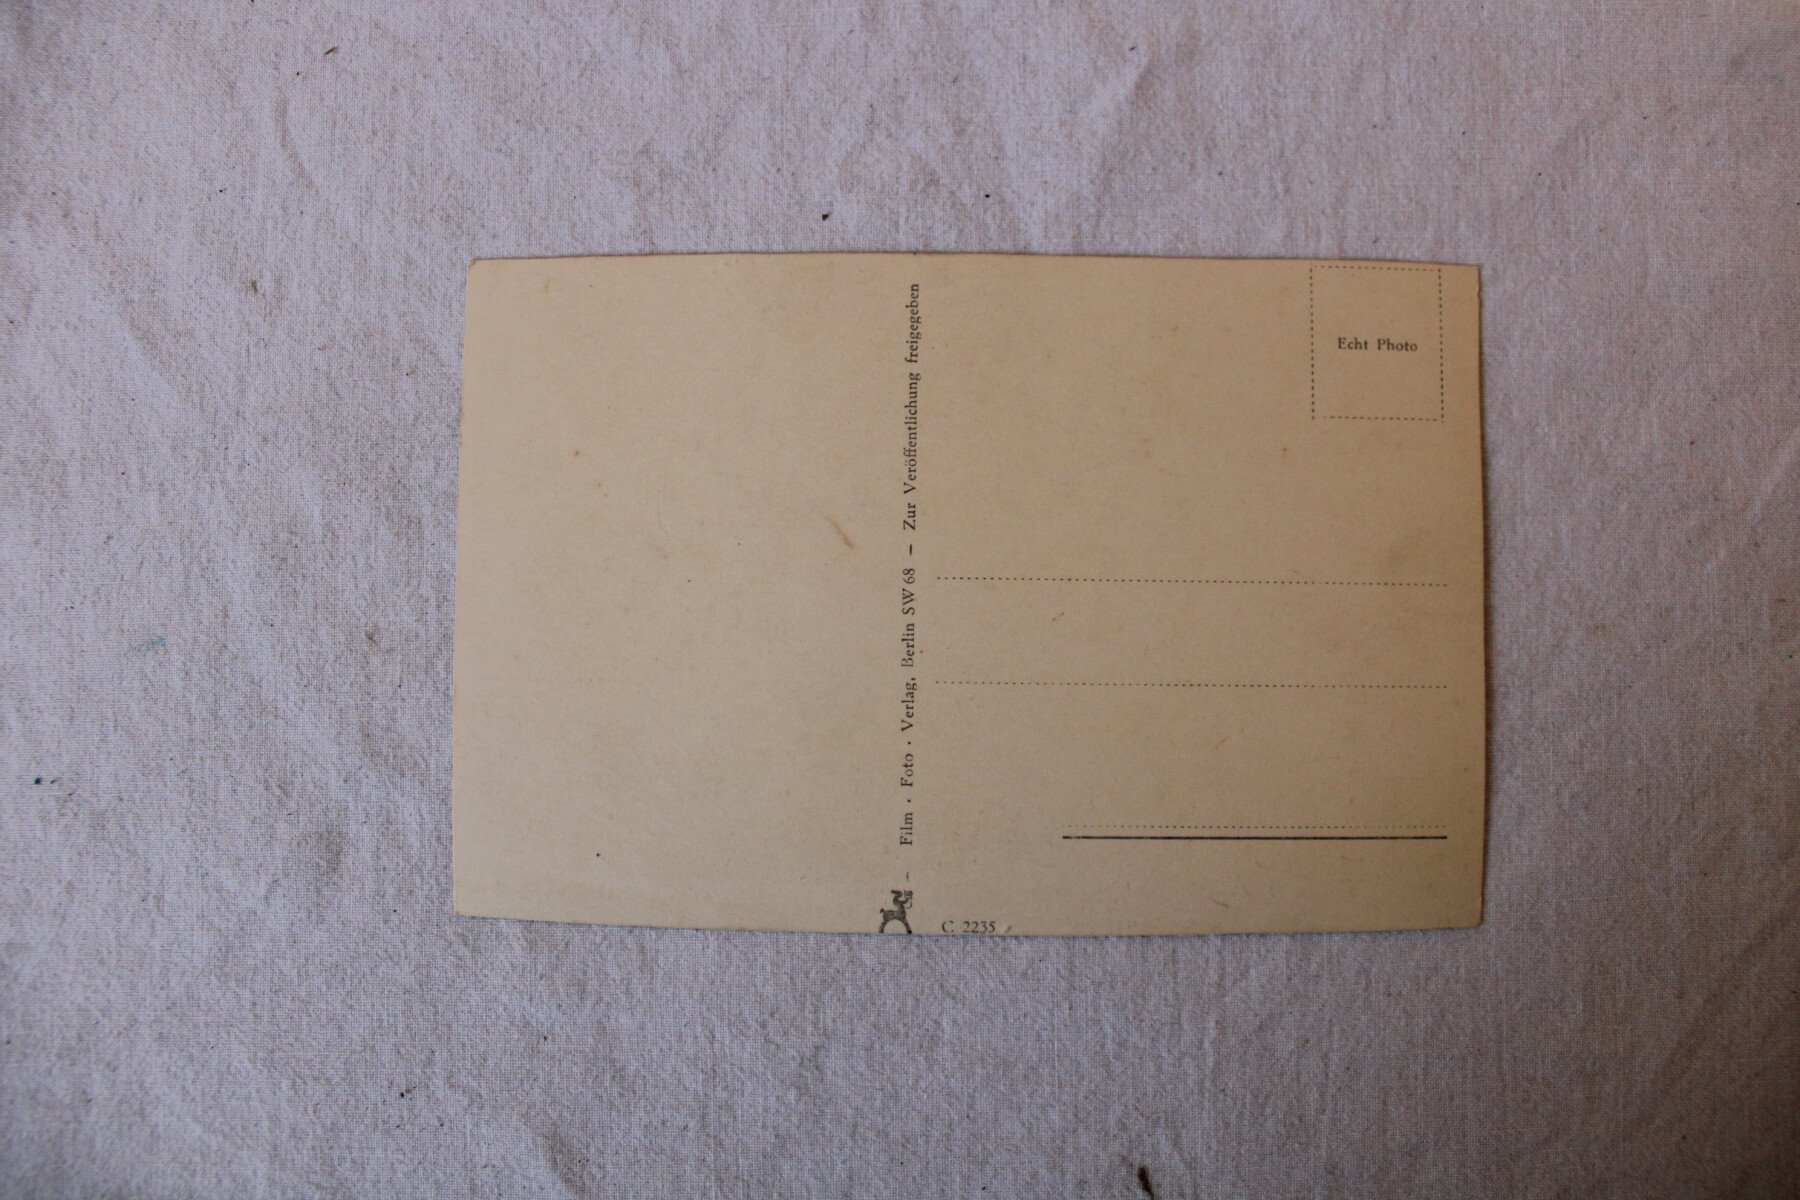 Film · Foto · Verlag, Berlin SW 68 – Zur Veröffentlichung freigegeben
Echt Photo
C. 2235